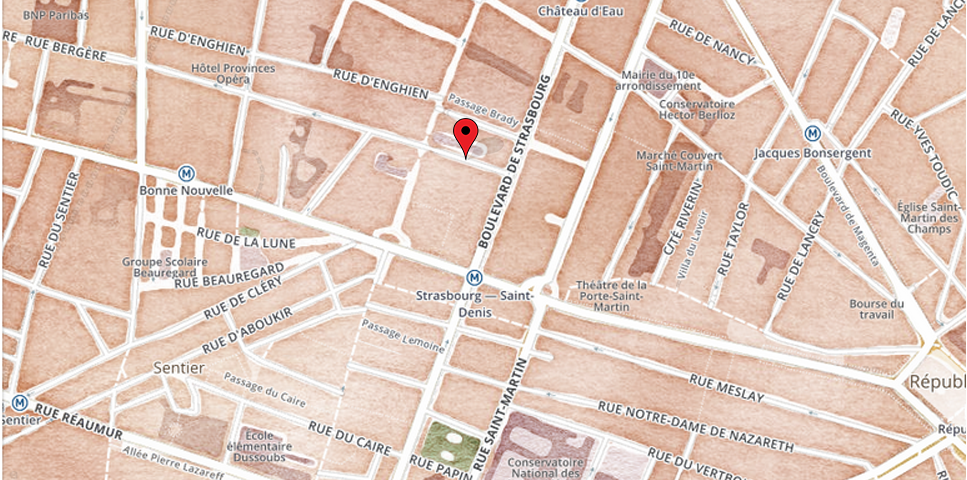 BNP Paribas
Château d'Eau
RUE D'ENGHIEN
RE
RUE BERGÈRE
RUE DE NANCY
RUE DE LANCR
Hôtel Provinces
Opéra
RUE D'ENGHIEN
Mairie du 10e
arrondissement
Passage Brady
Conservatoire
Hector Berlioz
BOULEVARD DE STRASBOURG
RUE YVES TOUDIC
M
Jacques Bonsergent
Marché Couvert
Saint-Martin
M
Bonne Nouvelle
Boulevard de Magenta
RUE DU SENTIER
CITÉ RIVERIN
Villa du Lavoir
RUE TAYLOR
RUE DE LANCRY
Église Saint-
Martin des
Champs
RUE DE LA LUNE
Groupe Scolaire
Beauregard
RUE BEAUREGARD
M
Strasbourg — Saint-
Denis
Théâtre de la
Porte-Saint-
Martin
RUE DE CLÉRY
Bourse du
travail
RUE D'ABOUKIR
Passage Lemoine
Sentier
Passage du Caire
RUE SAINT-MARTIN
RUE MESLAY
Républ
M
Sentier
RUE RÉAUMUR
RUE NOTRE-DAME DE NAZARETH
Répu
RUE DU CAIRE
École
élémentaire
Dussoubs
Allée Pierre Lazareff
RUE PAPIN
Conservatoire
National des
RUE DU VERTBO